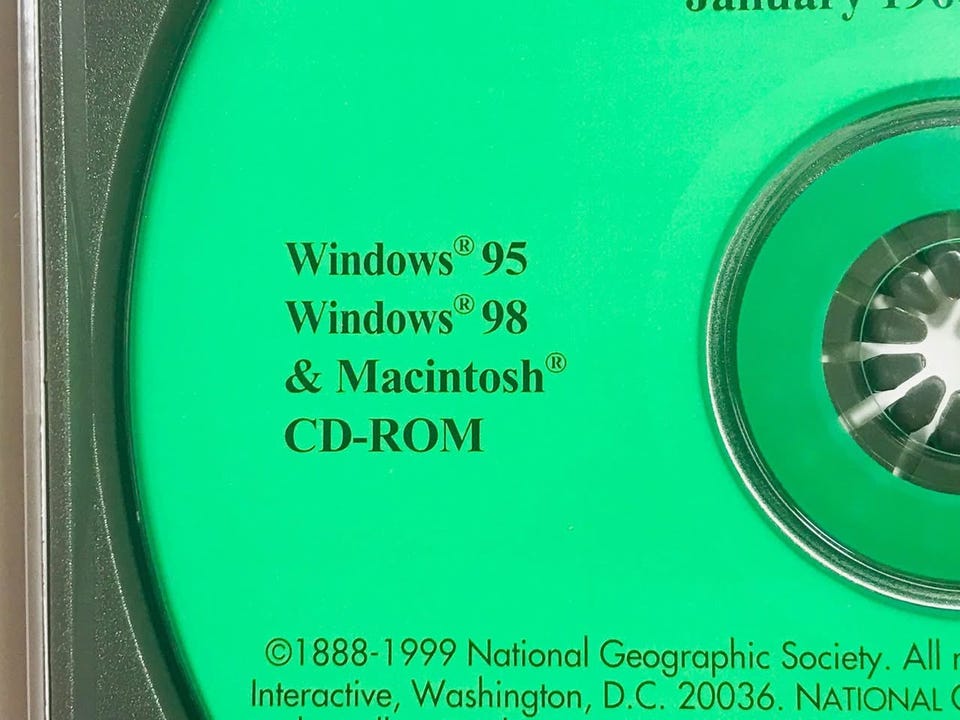 January
Windows® 95
Windows® 98
& Macintosh®
CD-ROM
©1888-1999 National Geographic Society. All
Interactive, Washington, D.C. 20036. NATIONAL